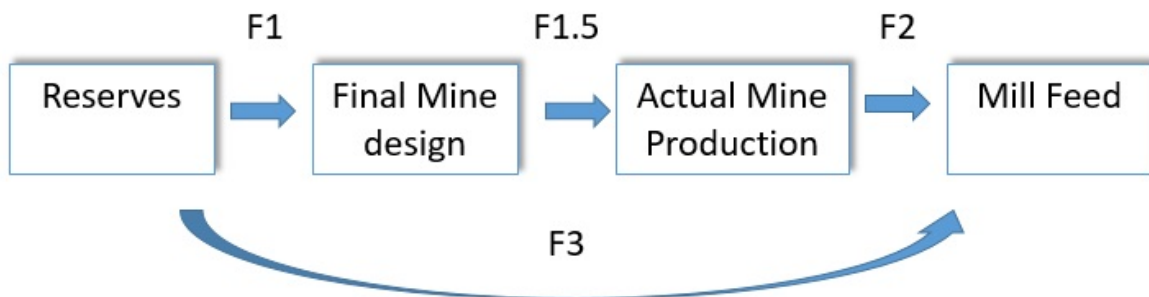 F1
F1.5
F2
Reserves
Final Mine
design
Actual Mine
Production
Mill Feed
F3